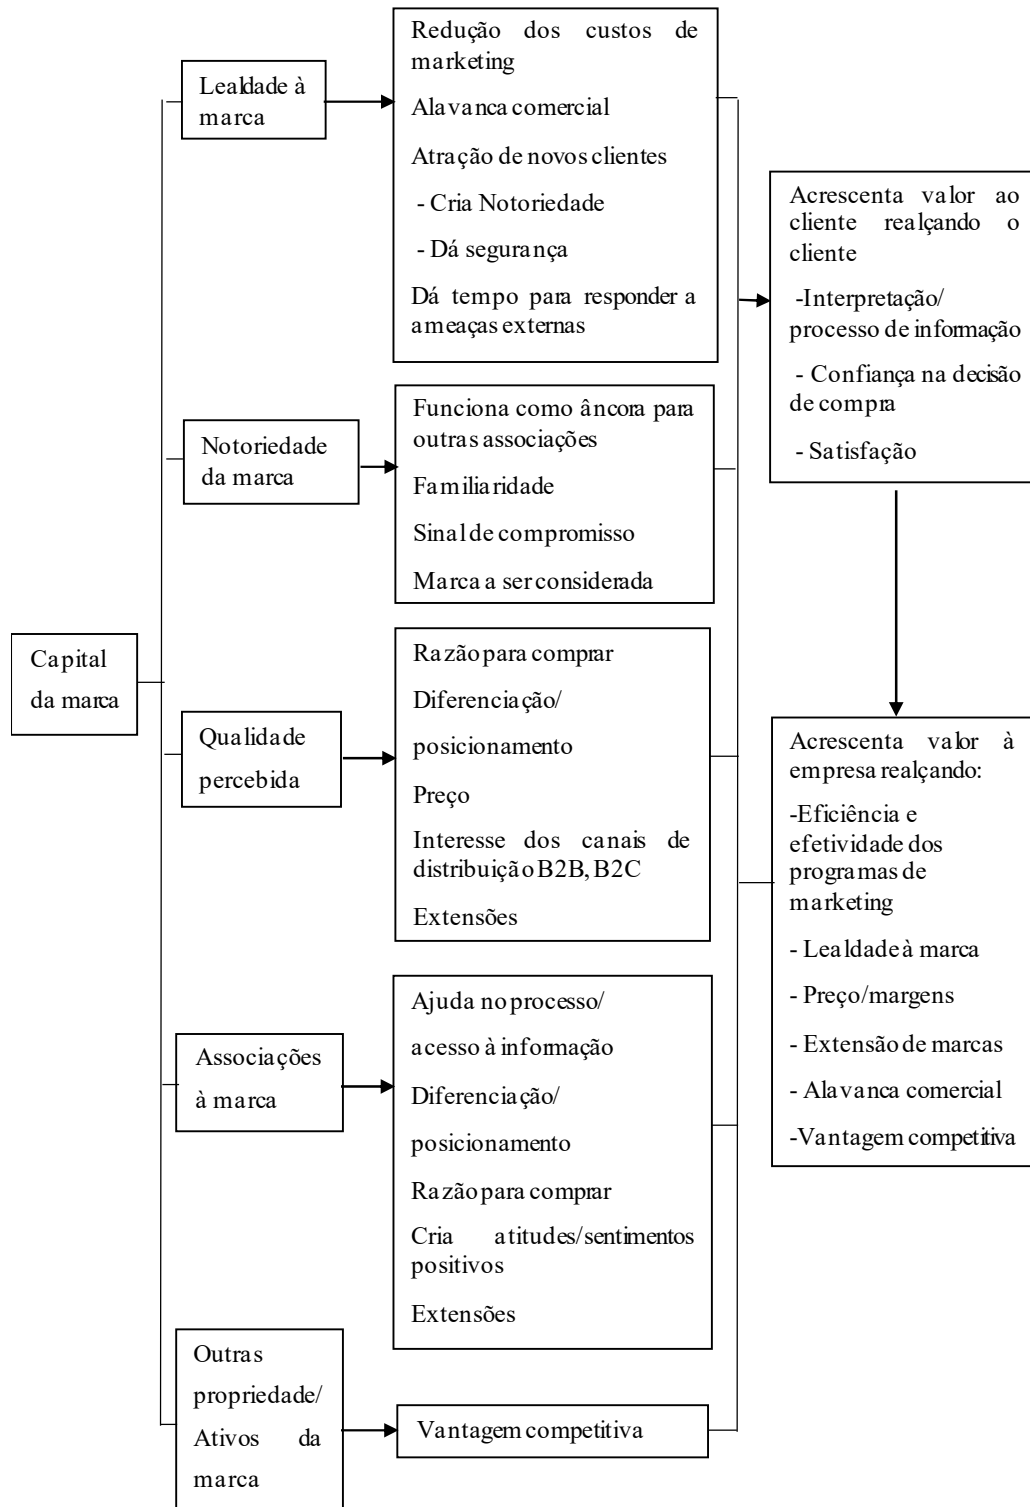 Capital
da marca
Lealdade à
marca
Redução dos custos de
marketing
Alavanca comercial
Atração de novos clientes
- Cria Notoriedade
- Dá segurança
Dá tempo para responder a
ameaças externas
Notoriedade
da marca
Funciona como âncora para
outras associações
Familiaridade
Sinal de compromisso
Marca a ser considerada
Qualidade
percebida
Razão para comprar
Diferenciação/
posicionamento
Preço
Interesse dos canais de
distribuição B2B, B2C
Extensões
Associações
à marca
Ajuda no processo/
acesso à informação
Diferenciação/
posicionamento
Razão para comprar
Cria atitudes/sentimentos
positivos
Extensões
Outras
propriedade/
Ativos da
marca
Vantagem competitiva
Acrescenta valor ao
cliente realçando o
cliente
-Interpretação/
processo de informação
- Confiança na decisão
de compra
- Satisfação
Acrescenta valor à
empresa realçando:
-Eficiência e
efetividade dos
programas de
marketing
- Lealdade à marca
- Preço/margens
- Extensão de marcas
- Alavanca comercial
-Vantagem competitiva